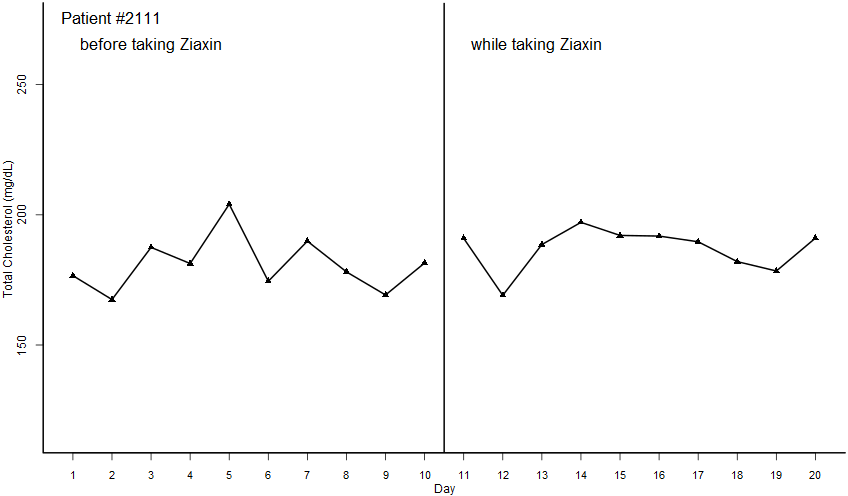 Patient #2111
before taking Ziaxin
while taking Ziaxin
Total Cholesterol (mg/dL)
250
200
150
1 2 3 4 5 6 7 8 9 10 11 12 13 14 15 16 17 18 19 20
Day